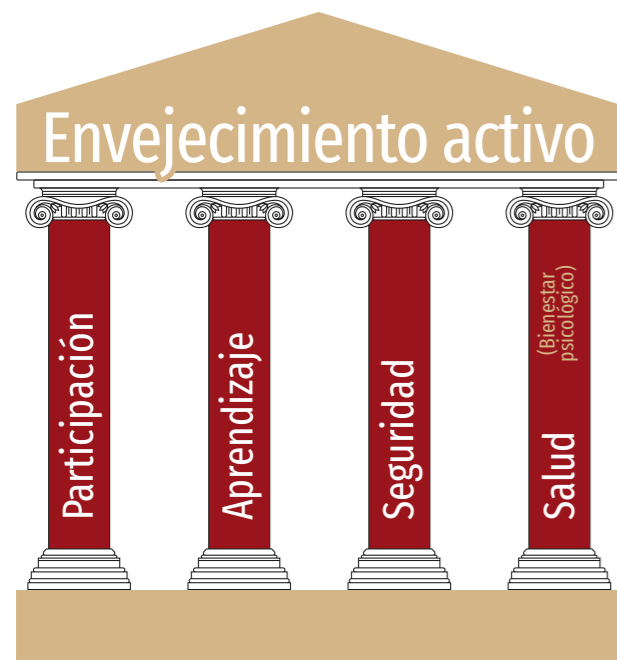 Envejecimiento activo
Participación
Aprendizaje
Seguridad
Salud
(Bienestar
psicológico)